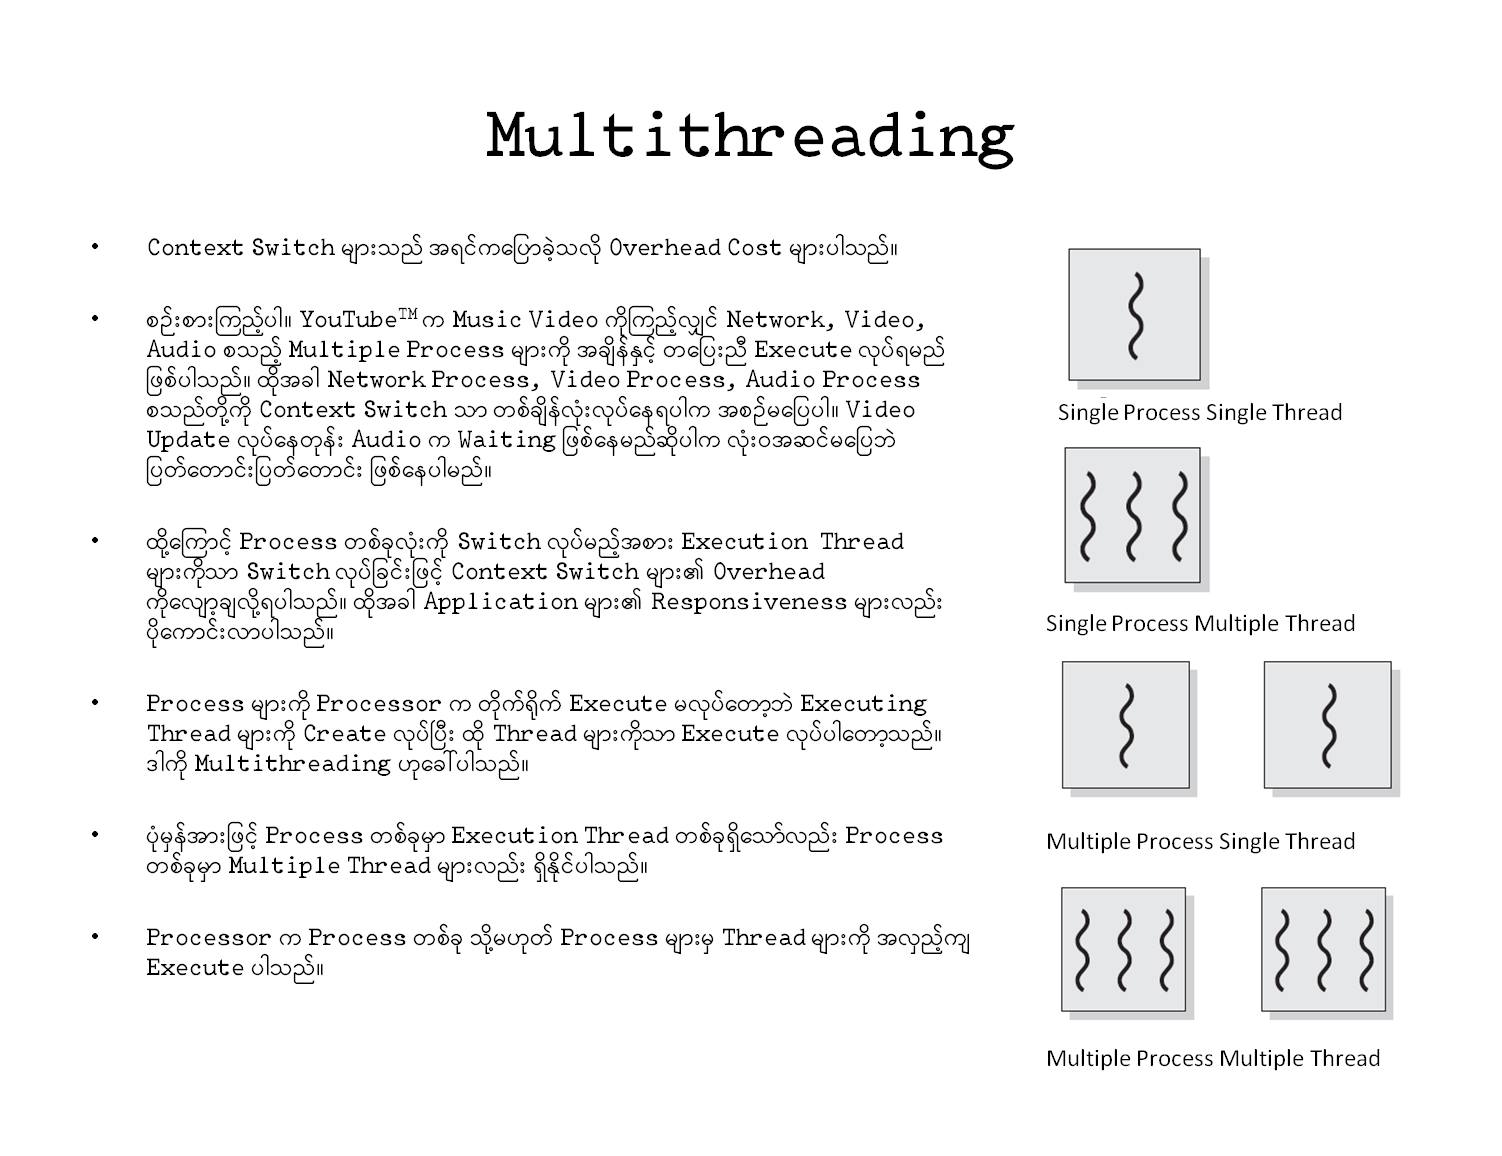 Multithreading
• Context Switch များသည် အရင်ကပြောခဲ့သလို Overhead Cost များပါသည်။
• စဉ်းစားကြည့်ပါ။ YouTube™ က Music Video ကိုကြည့်လျှင် Network, Video,
Audio စသည့် Multiple Process များကို အချိန်နှင့် တပြေးညီ Execute လုပ်ရမည်
ဖြစ်ပါသည်။ ထိုအခါ Network Process, Video Process, Audio Process
စသည်တို့ကို Context Switch သာ တစ်ချိန်လုံးလုပ်နေရပါက အစဉ်မပြေပါ။ Video
Update လုပ်နေတုန်း Audio က Waiting ဖြစ်နေမည်ဆိုပါက လုံးဝအဆင်မပြေဘဲ
ပြတ်တောင်းပြတ်တောင်း ဖြစ်နေပါမည်။
• ထို့ကြောင့် Process တစ်ခုလုံးကို Switch လုပ်မည့်အစား Execution Thread
များကိုသာ Switch လုပ်ခြင်းဖြင့် Context Switch များ၏ Overhead
ကိုလျော့ချလို့ရပါသည်။ ထိုအခါ Application များ၏ Responsiveness များလည်း
ပိုကောင်းလာပါသည်။
• Process များကို Processor က တိုက်ရိုက် Execute မလုပ်တော့ဘဲ Executing
Thread များကို Create လုပ်ပြီး ထို Thread များကိုသာ Execute လုပ်ပါတော့သည်။
ဒါကို Multithreading ဟုခေါ်ပါသည်။
• ပုံမှန်အားဖြင့် Process တစ်ခုမှာ Execution Thread တစ်ခုရှိသော်လည်း Process
တစ်ခုမှာ Multiple Thread များလည်း ရှိနိုင်ပါသည်။
• Processor က Process တစ်ခု သို့မဟုတ် Process များမှ Thread များကို အလှည့်ကျ
Execute ပါသည်။
Single Process Single Thread
Single Process Multiple Thread
Multiple Process Single Thread
Multiple Process Multiple Thread